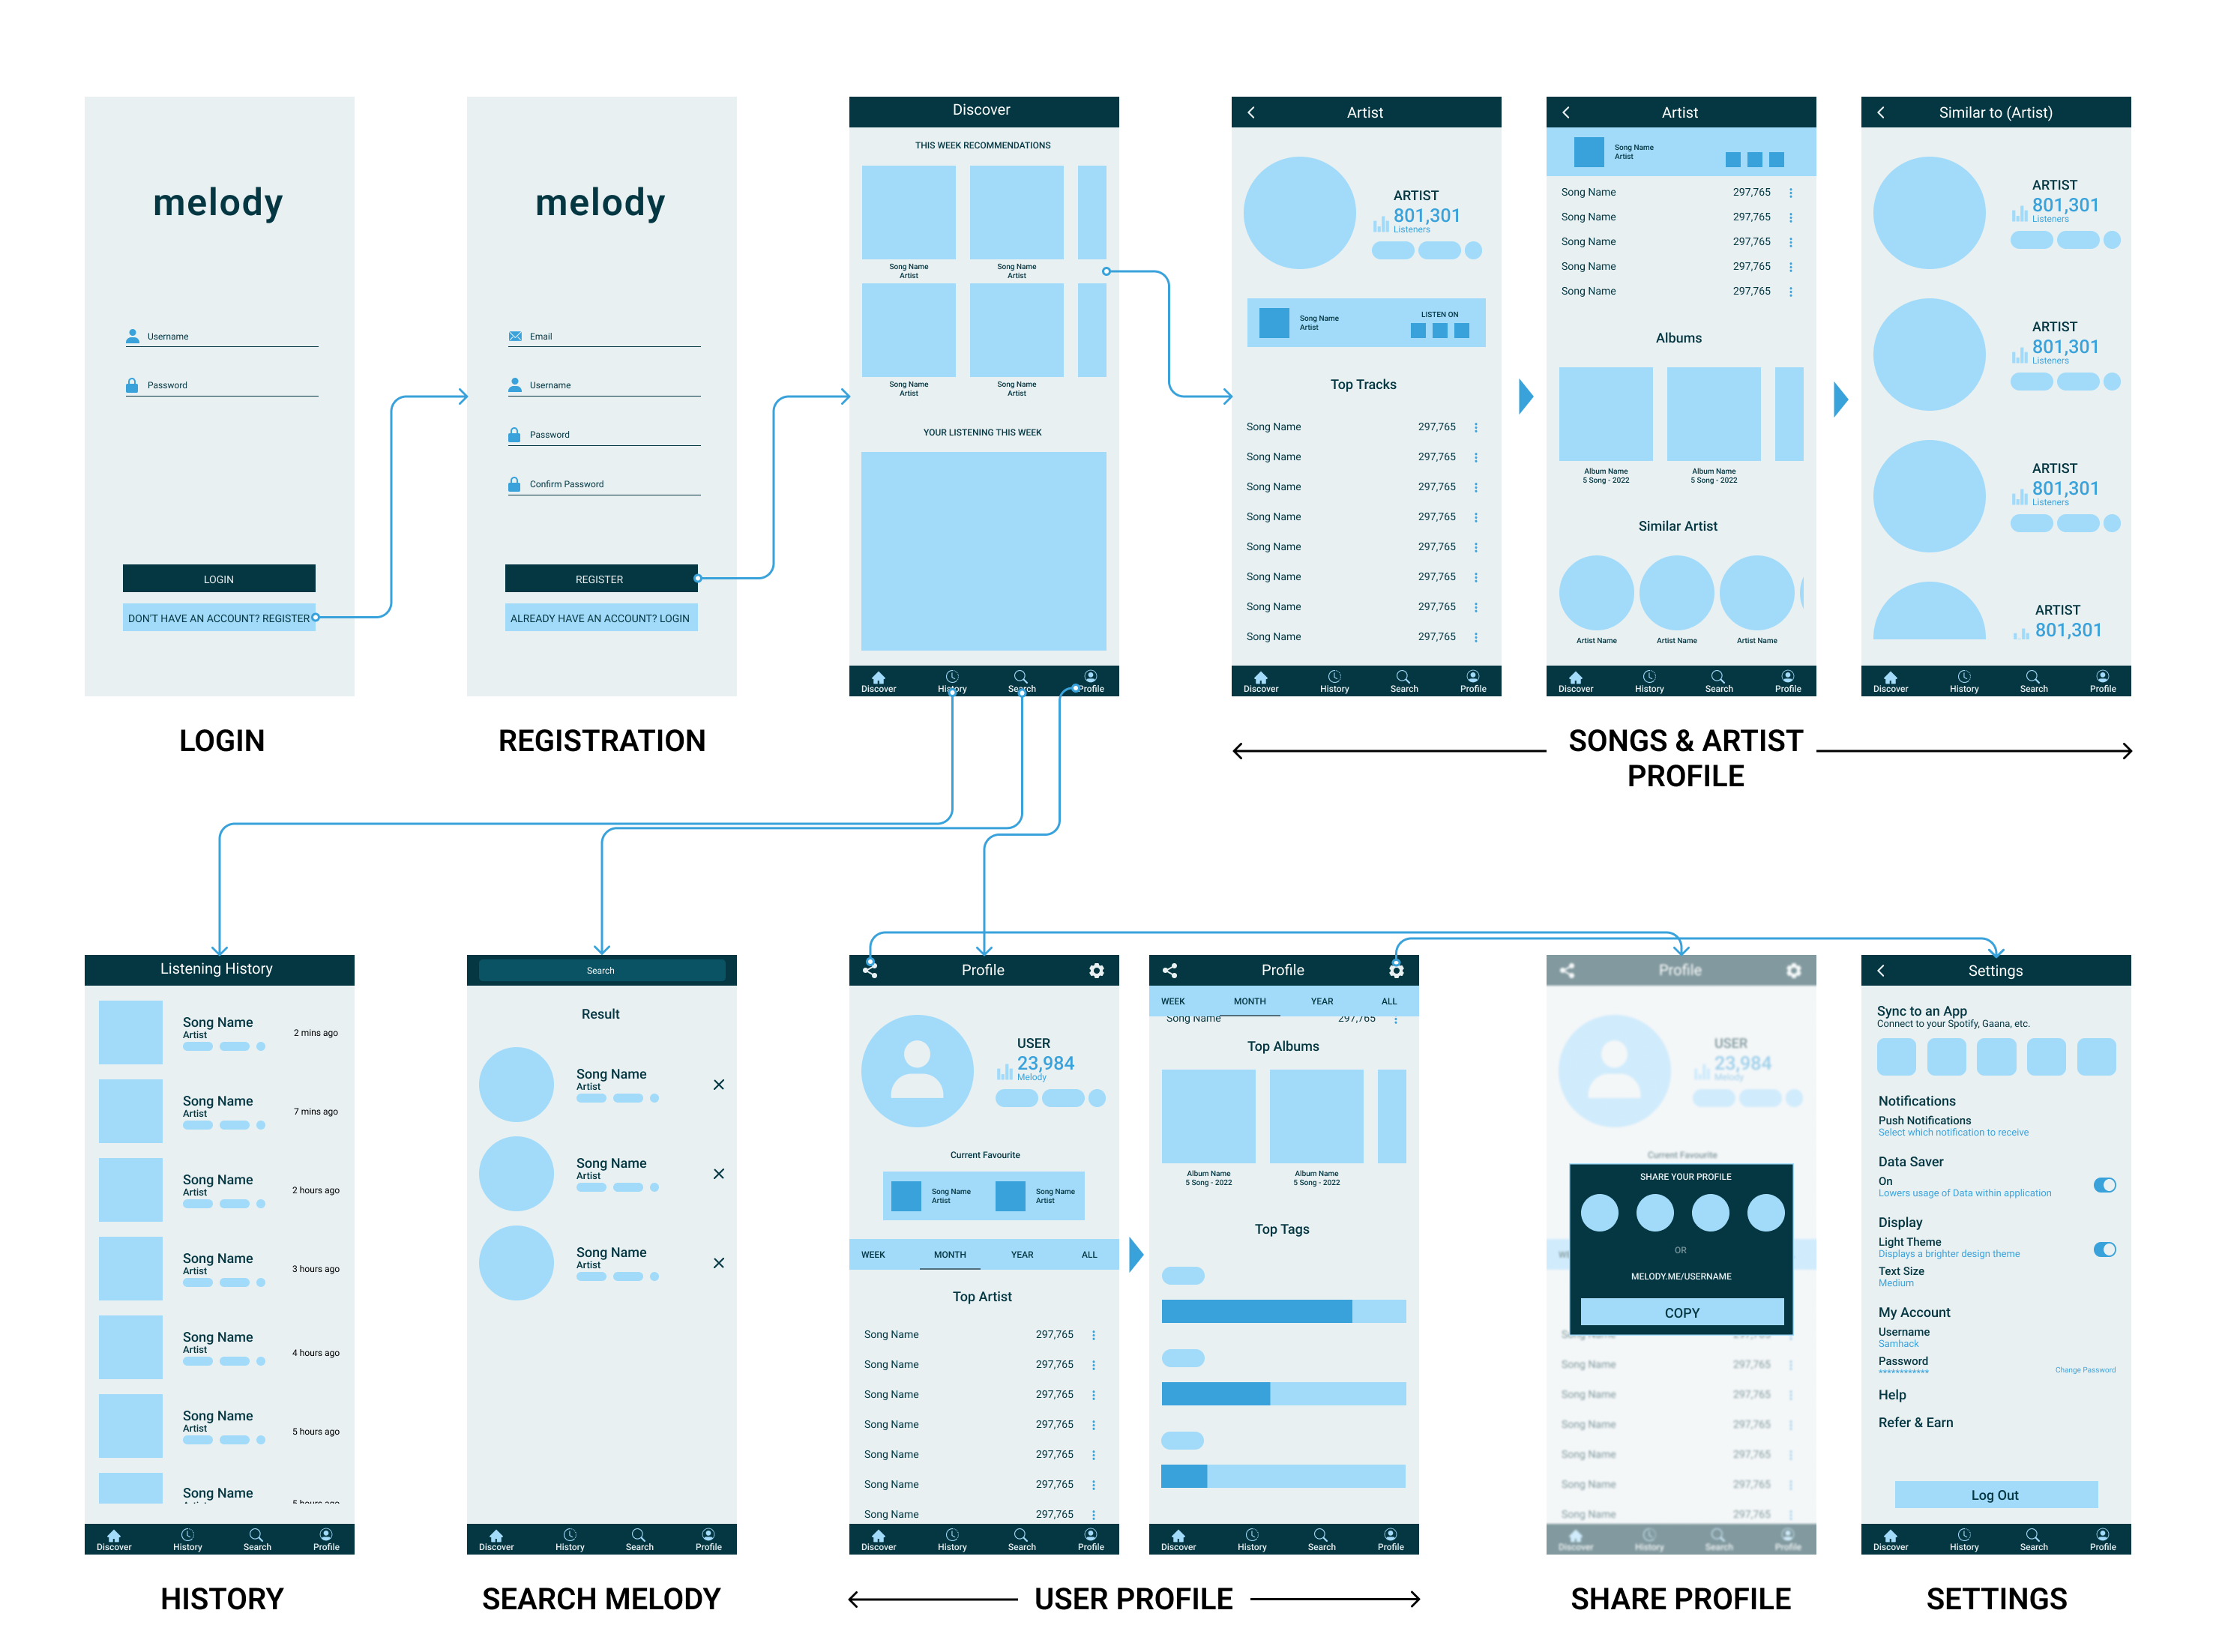 melody
Username
Password
LOGIN
DON'T HAVE AN ACCOUNT? REGISTER
LOGIN
melody
Email
Username
Password
Confirm Password
REGISTER
ALREADY HAVE AN ACCOUNT? LOGIN
REGISTRATION
Discover
THIS WEEK RECOMMENDATIONS
Song Name
Artist
Song Name
Artist
Song Name
Artist
Song Name
Artist
YOUR LISTENING THIS WEEK
Discover History Search Profile
Artist
ARTIST
801,301
Listeners
Song Name
Artist
LISTEN ON
Top Tracks
Song Name 297,765
Song Name 297,765
Song Name 297,765
Song Name 297,765
Song Name 297,765
Song Name 297,765
Song Name 297,765
Song Name 297,765
Discover History Search Profile
Artist
Song Name
Artist
Song Name 297,765
Song Name 297,765
Song Name 297,765
Song Name 297,765
Song Name 297,765
Albums
Album Name
5 Song - 2022
Album Name
5 Song - 2022
Similar Artist
Artist Name Artist Name Artist Name
Discover History Search Profile
Similar to (Artist)
ARTIST
801,301
Listeners
ARTIST
801,301
Listeners
ARTIST
801,301
Listeners
ARTIST
801,301
Discover History Search Profile
SONGS & ARTIST
PROFILE
Listening History
Song Name
Artist
2 mins ago
Song Name
Artist
7 mins ago
Song Name
Artist
2 hours ago
Song Name
Artist
3 hours ago
Song Name
Artist
4 hours ago
Song Name
Artist
5 hours ago
Song Name
Artist
5 hours ago
Discover History Search Profile
HISTORY
Search
Result
Song Name
Artist
Song Name
Artist
Song Name
Artist
Discover History Search Profile
SEARCH MELODY
Profile
USER
23,984
Melody
Current Favourite
Song Name
Artist
Song Name
Artist
WEEK MONTH YEAR ALL
Top Artist
Song Name 297,765
Song Name 297,765
Song Name 297,765
Song Name 297,765
Song Name 297,765
Song Name 297,765
Song Name 297,765
Discover History Search Profile
Profile
WEEK MONTH YEAR ALL
Song Name 297,765
Top Albums
Album Name
5 Song - 2022
Album Name
5 Song - 2022
Top Tags
Discover History Search Profile
USER PROFILE
Profile
USER
23,984
Melody
Current Favourite
SHARE YOUR PROFILE
OR
MELODY.ME/USERNAME
COPY
Song Name 297,765
Song Name 297,765
Song Name 297,765
Song Name 297,765
Song Name 297,765
Song Name 297,765
Song Name 297,765
Discover History Search Profile
SHARE PROFILE
Settings
Sync to an App
Connect to your Spotify, Gaana, etc.
Notifications
Push Notifications
Select which notification to receive
Data Saver
On
Lowers usage of Data within application
Display
Light Theme
Displays a brighter design theme
Text Size
Medium
My Account
Username
Samhack
Password
************ Change Password
Help
Refer & Earn
Log Out
Discover History Search Profile
SETTINGS